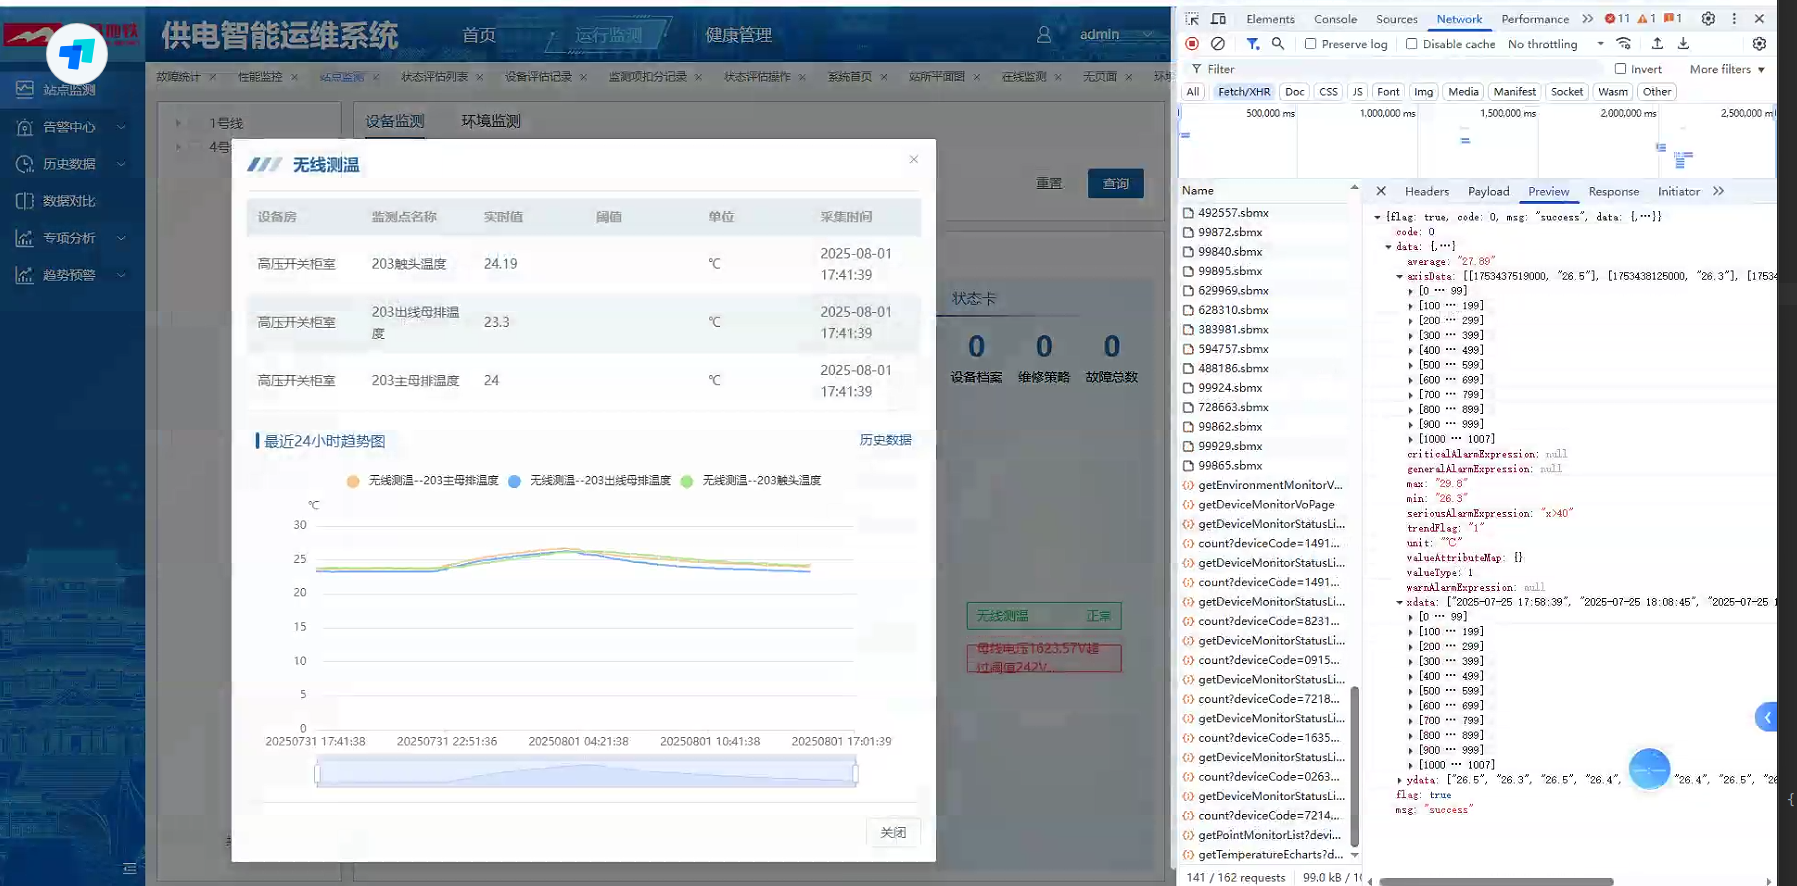 供电智能运维系统
首页
运行监测
健康管理
admin
故障统计 × 性能监控 × 站点监测 × 状态评估列表 × 设备评估记录 × 监测项扣分记录 × 状态评估操作 × 系统首页 × 站所平面图 × 在线监测 × 无页面 ×
站点监测
告警中心
历史数据
数据对比
专项分析
趋势预警
1号线
4号
设备监测 环境监测
重置 查询
无线测温 ×
设备房 监测点名称 实时值 阈值 单位 采集时间
高压开关柜室 203触头温度 24.19 ℃ 2025-08-01
17:41:39
高压开关柜室 203出线母排温
度 23.3 ℃ 2025-08-01
17:41:39
高压开关柜室 203主母排温度 24 ℃ 2025-08-01
17:41:39
最近24小时趋势图 历史数据
无线测温--203主母排温度 无线测温--203出线母排温度 无线测温--203触头温度
℃
30
25
20
15
10
5
0
20250731 17:41:38 20250731 22:51:36 20250801 04:21:38 20250801 10:41:38 20250801 17:01:39
关闭
状态卡
0 0 0
设备档案 维修策略 故障总数
无线测温 正常
母线电压1623.57V超
过阈值242V...
Elements Console Sources Network Performance » 11 1 1
Preserve log Disable cache No throttling
Filter Invert More filters
All Fetch/XHR Doc CSS JS Font Img Media Manifest Socket Wasm Other
500,000 ms 1,000,000 ms 1,500,000 ms 2,000,000 ms 2,500,000 m
Name
492557.sbmx
99872.sbmx
99840.sbmx
99895.sbmx
629969.sbmx
628310.sbmx
383981.sbmx
594757.sbmx
488186.sbmx
99924.sbmx
728663.sbmx
99862.sbmx
99929.sbmx
99865.sbmx
getEnvironmentMonitorV...
getDeviceMonitorVoPage
getDeviceMonitorStatusLi...
count?deviceCode=1491...
getDeviceMonitorStatusLi...
count?deviceCode=1491...
getDeviceMonitorStatusLi...
count?deviceCode=8231...
getDeviceMonitorStatusLi...
count?deviceCode=0915...
getDeviceMonitorStatusLi...
count?deviceCode=7218...
getDeviceMonitorStatusLi...
count?deviceCode=1635...
getDeviceMonitorStatusLi...
count?deviceCode=0263...
getDeviceMonitorStatusLi...
count?deviceCode=7214...
getPointMonitorList?devi...
getTemperatureEcharts?d...
141 / 162 requests 99.0 kB / 1
× Headers Payload Preview Response Initiator »
{flag: true, code: 0, msg: "success", data: {,…}}
code: 0
data: {,…}
average: "27.89"
axisData: [[1753437519000, "26.5"], [1753438125000, "26.3"], [1753
[0 … 99]
[100 … 199]
[200 … 299]
[300 … 399]
[400 … 499]
[500 … 599]
[600 … 699]
[700 … 799]
[800 … 899]
[900 … 999]
[1000 … 1007]
criticalAlarmExpression: null
generalAlarmExpression: null
max: "29.8"
min: "26.3"
seriousAlarmExpression: "x>40"
trendFlag: "1"
unit: "℃"
valueAttributeMap: {}
valueType: 1
warnAlarmExpression: null
xdata: ["2025-07-25 17:58:39", "2025-07-25 18:08:45", "2025-07-25 1
[0 … 99]
[100 … 199]
[200 … 299]
[300 … 399]
[400 … 499]
[500 … 599]
[600 … 699]
[700 … 799]
[800 … 899]
[900 … 999]
[1000 … 1007]
ydata: ["26.5", "26.3", "26.5", "26.4", "26.4", "26.5", "26
flag: true
msg: "success"